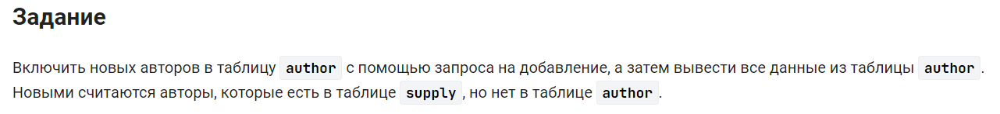 Задание
Включить новых авторов в таблицу author с помощью запроса на добавление, а затем вывести все данные из таблицы author.
Новыми считаются авторы, которые есть в таблице supply, но нет в таблице author.